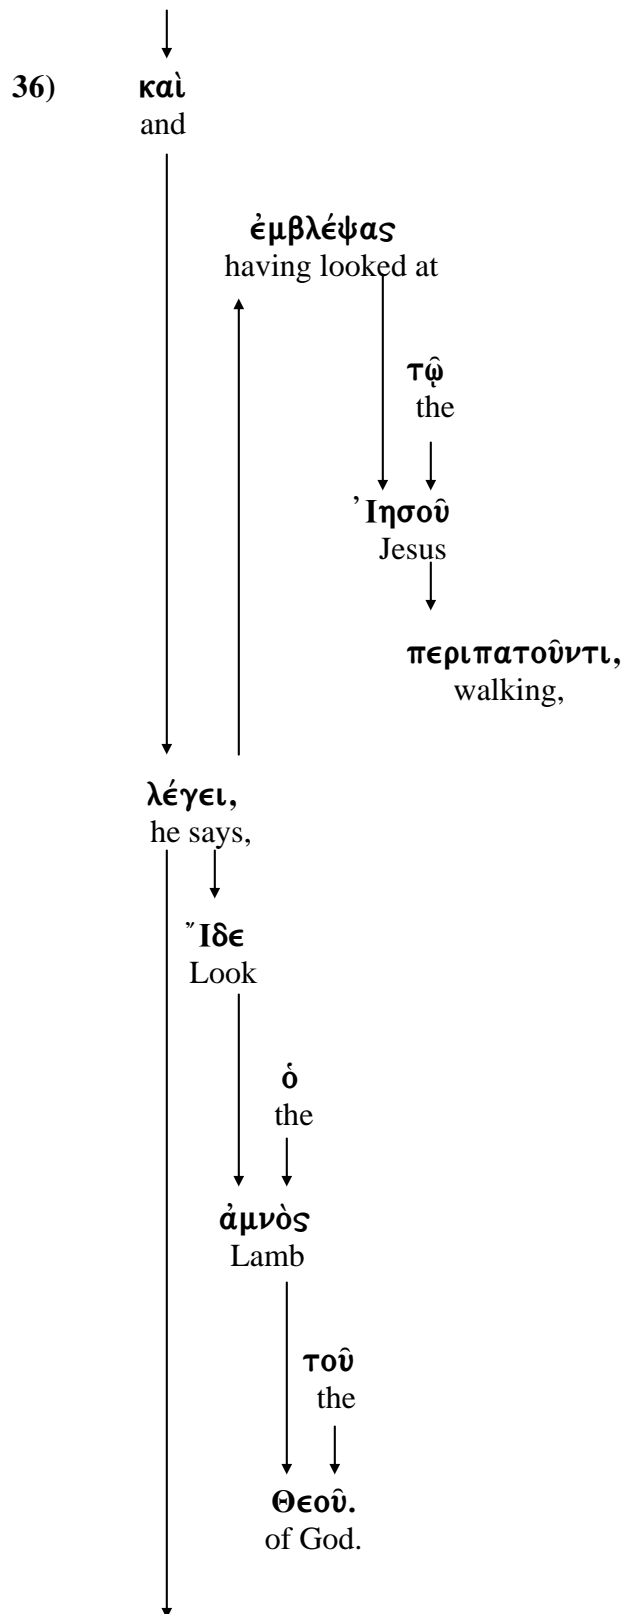 36) καὶ
and
ἐμβλέψας
having looked at
τῷ
the
Ἰησοῦ
Jesus
περιπατοῦντι,
walking,
λέγει,
he says,
Ἴδε
Look
ὁ
the
ἀμνὸς
Lamb
τοῦ
the
Θεοῦ.
of God.